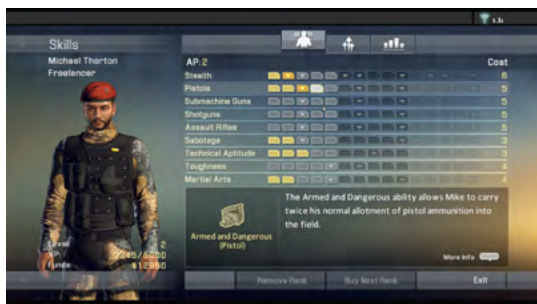 Skills
Michael Thorton
Freelancer
AP: 2
Cost
Stealth 6
Pistols 5
Submachine Guns 5
Shotguns 5
Assault Rifles 5
Sabotage 3
Technical Aptitude 3
Toughness 4
Martial Arts 4
The Armed and Dangerous ability allows Mike to carry
twice his normal allotment of pistol ammunition into
the field.
Armed and Dangerous
(Pistol)
More Info
Level 2
XP
Funds
Remove Rank
Buy Next Rank
Exit